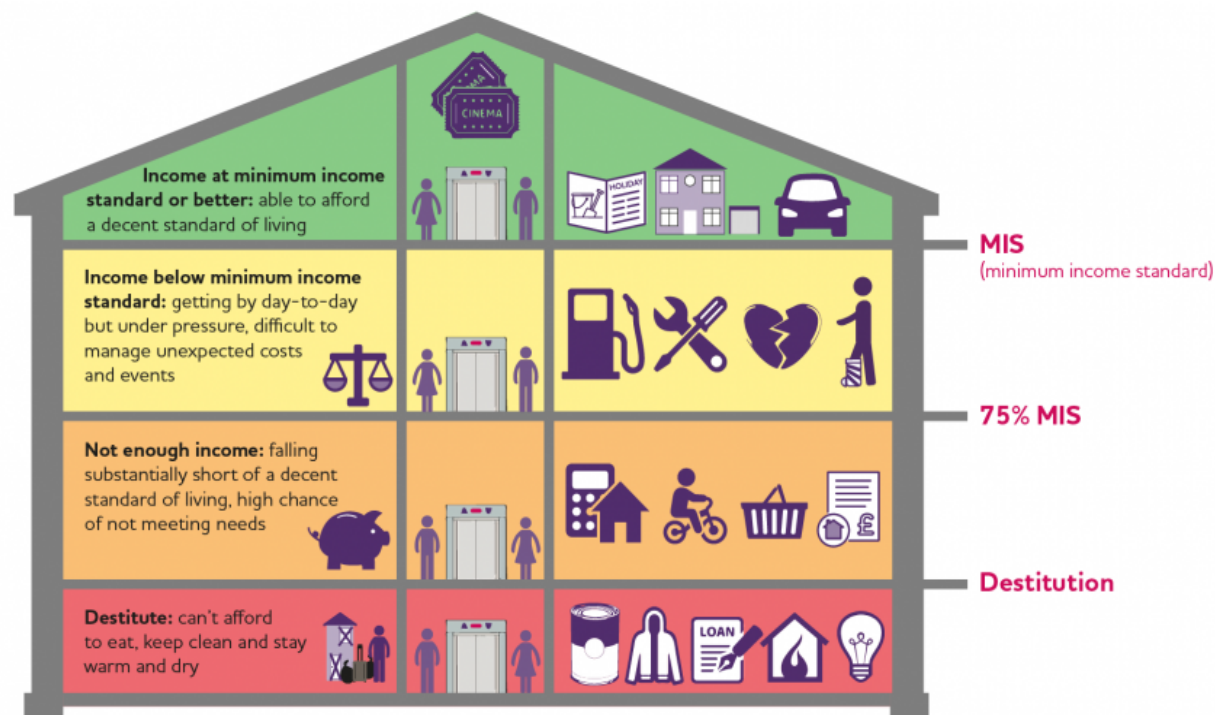 CINEMA
Income at minimum income
standard or better: able to afford
a decent standard of living
HOLIDAY
MIS
(minimum income standard)
Income below minimum income
standard: getting by day-to-day
but under pressure, difficult to
manage unexpected costs
and events
75% MIS
Not enough income: falling
substantially short of a decent
standard of living, high chance
of not meeting needs
£
Destitution
Destitute: can't afford
to eat, keep clean and stay
warm and dry
LOAN